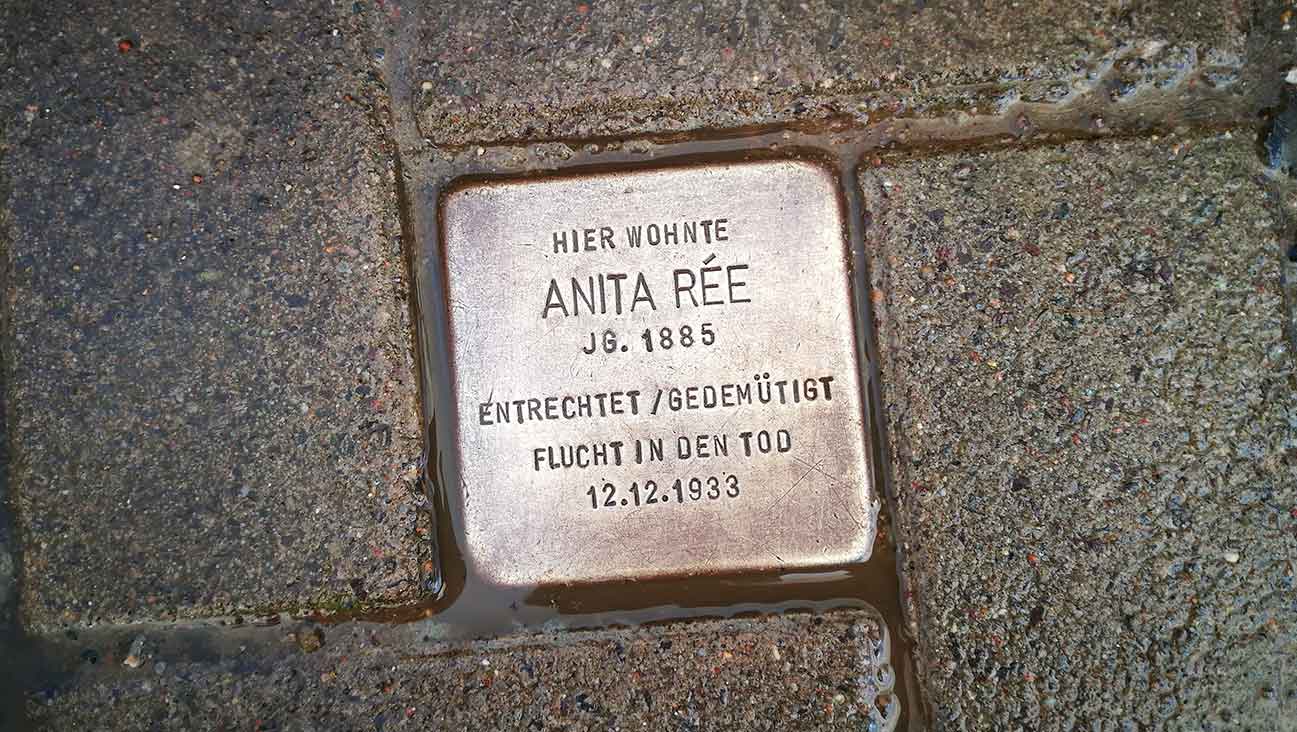 HIER WOHNTE
ANITA RÉE
JG. 1885
ENTRECHTET / GEDEMÜTIGT
FLUCHT IN DEN TOD
12.12.1933